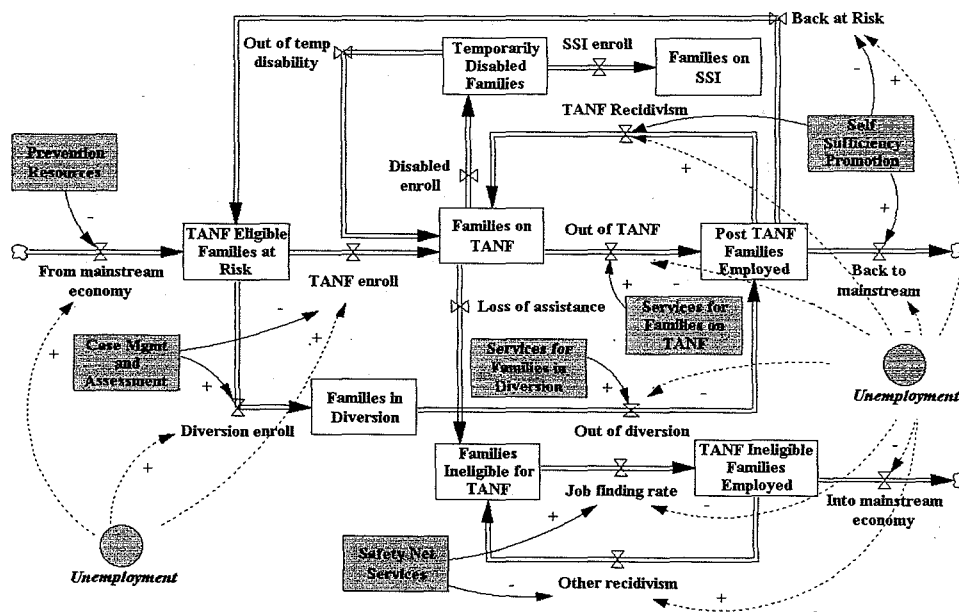 Back at Risk
Out of temp
disability
Temporarily
Disabled
Families
SSI enroll
Families on
SSI
-
+
TANF Recidivism
Prevention
Resources
Self
Sufficiency
Promotion
Disabled
enroll
+
-
+
TANF Eligible
Families at
Risk
Families on
TANF
Out of TANF
Post TANF
Families
Employed
From mainstream
economy
TANF enroll
-
Back to
mainstream
Loss of assistance
+
Services for
Families on
TANF
-
-
+
+
Case Mgmt
and
Assessment
+
Services for
Families in
Diversion
+
-
Unemployment
Families in
Diversion
Diversion enroll
Out of diversion
+
Families
Ineligible for
TANF
TANF Ineligible
Families
Employed
-
Job finding rate
-
Into mainstream
economy
+
Safety Net
Services
-
Other recidivism
+
Unemployment